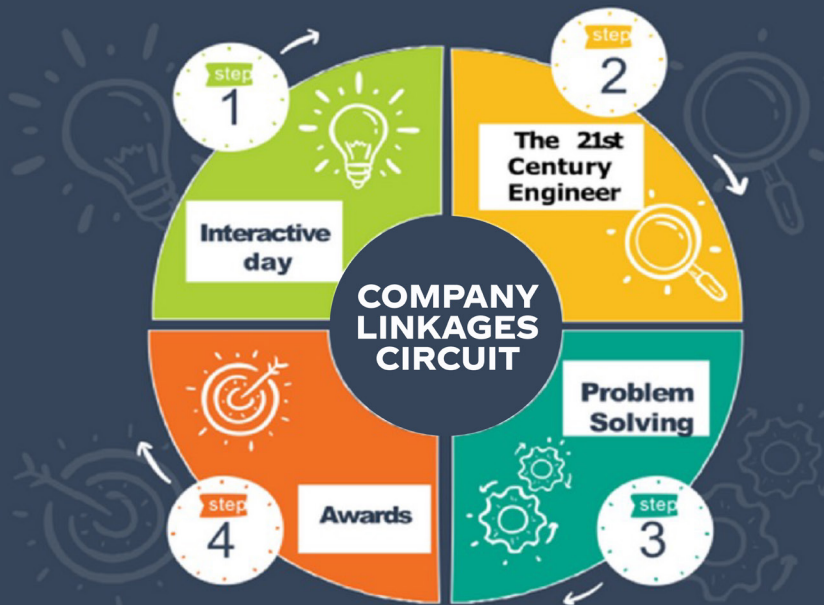 step
1
Interactive
day
step
2
The 21st
Century
Engineer
COMPANY
LINKAGES
CIRCUIT
Problem
Solving
step
3
Awards
step
4